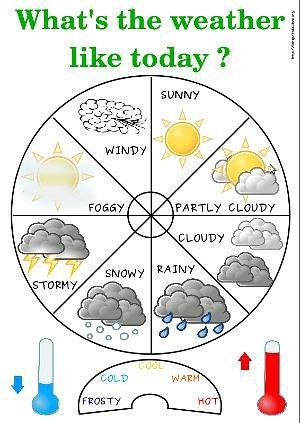 What's the weather
like today ?
SUNNY
WINDY
FOGGY
PARTLY CLOUDY
CLOUDY
STORMY
SNOWY
RAINY
COOL
COLD
WARM
FROSTY
HOT